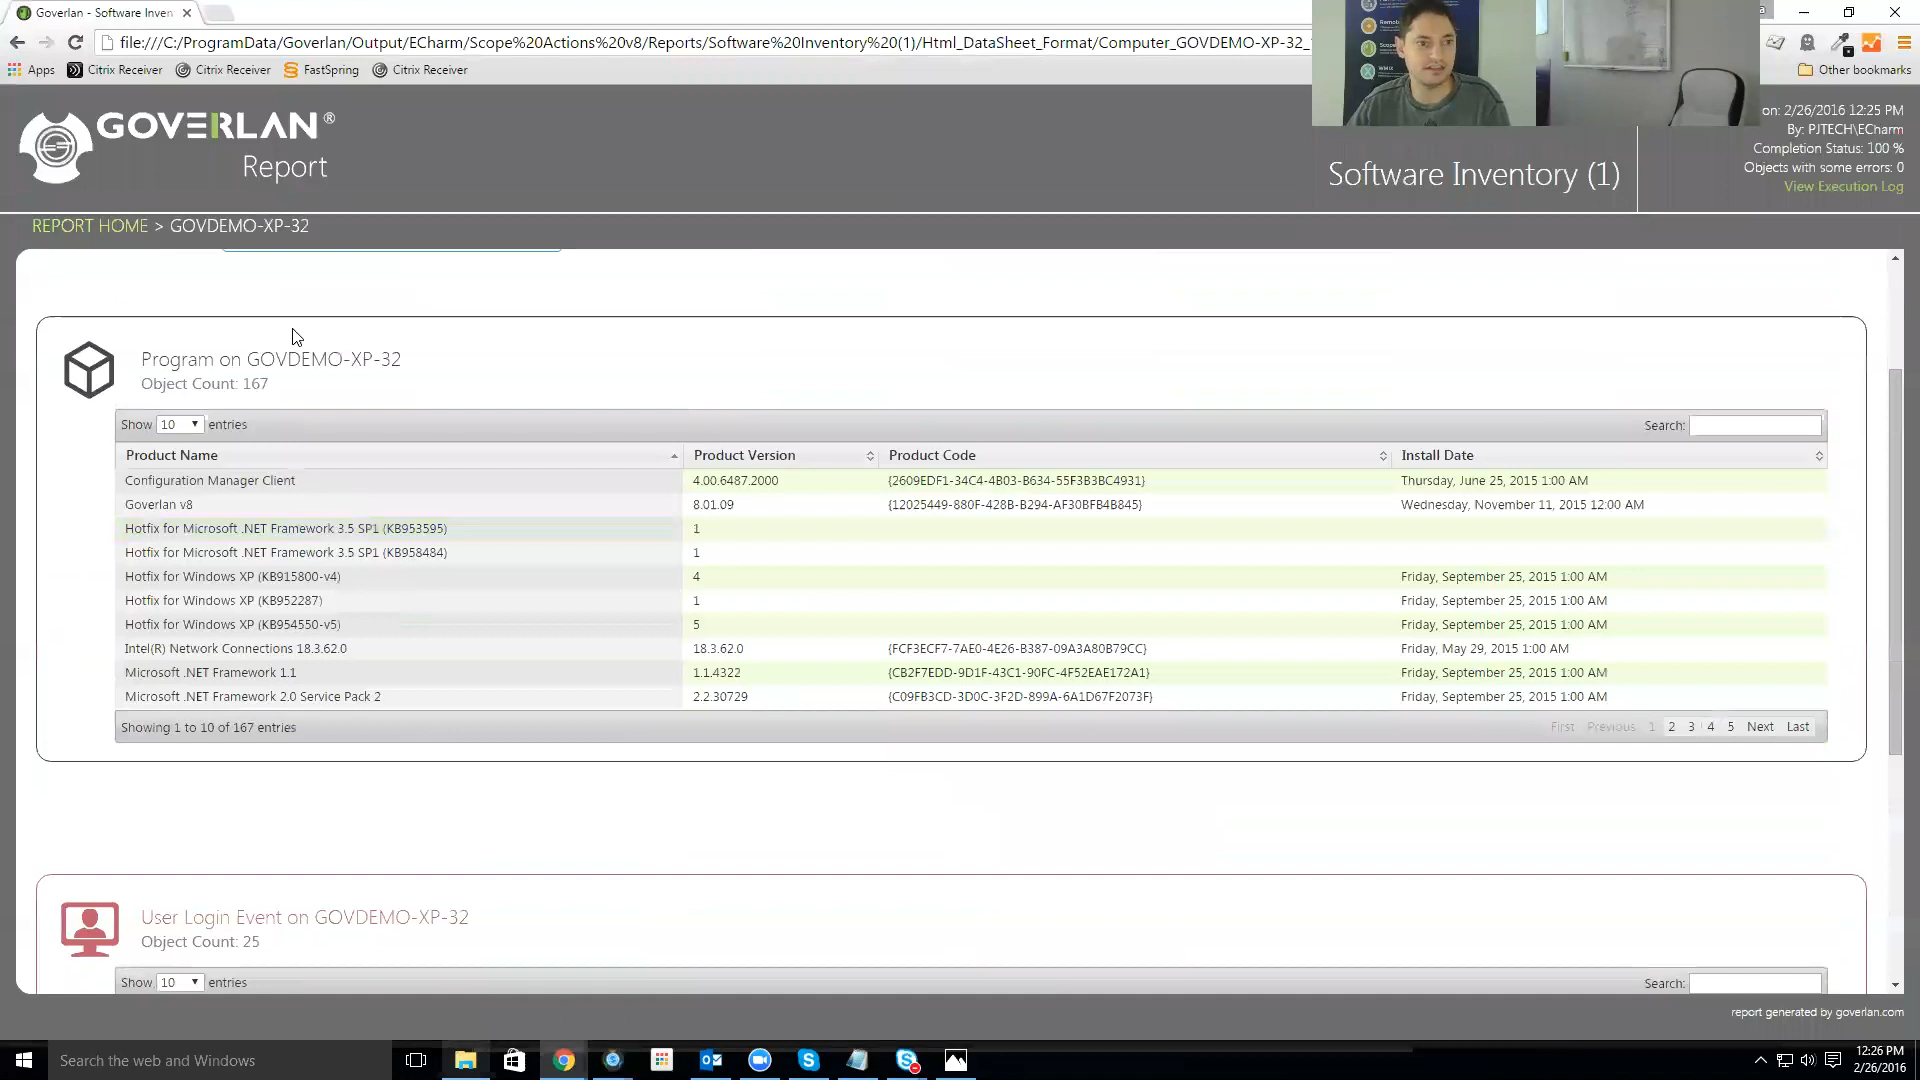 Goverlan - Software Inven
file:///C:/ProgramData/Goverlan/Output/ECharm/Scope%20Actions%20v8/Reports/Software%20Inventory%20(1)/Html_DataSheet_Format/Computer_GOVDEMO-XP-32_
Apps Citrix Receiver Citrix Receiver FastSpring Citrix Receiver Other bookmarks
GOVERLAN ®
Report
Software Inventory (1)
on: 2/26/2016 12:25 PM
By: PJTECH\ECharm
Completion Status: 100 %
Objects with some errors: 0
View Execution Log
REPORT HOME > GOVDEMO-XP-32
Program on GOVDEMO-XP-32
Object Count: 167
Show 10 entries Search:
Product Name Product Version Product Code Install Date
Configuration Manager Client 4.00.6487.2000 {2609EDF1-34C4-4B03-B634-55F3B3BC4931} Thursday, June 25, 2015 1:00 AM
Goverlan v8 8.01.09 {12025449-880F-428B-B294-AF30BFB4B845} Wednesday, November 11, 2015 12:00 AM
Hotfix for Microsoft .NET Framework 3.5 SP1 (KB953595) 1
Hotfix for Microsoft .NET Framework 3.5 SP1 (KB958484) 1
Hotfix for Windows XP (KB915800-v4) 4 Friday, September 25, 2015 1:00 AM
Hotfix for Windows XP (KB952287) 1 Friday, September 25, 2015 1:00 AM
Hotfix for Windows XP (KB954550-v5) 5 Friday, September 25, 2015 1:00 AM
Intel(R) Network Connections 18.3.62.0 18.3.62.0 {FCF3ECF7-7AE0-4E26-B387-09A3A80B79CC} Friday, May 29, 2015 1:00 AM
Microsoft .NET Framework 1.1 1.1.4322 {CB2F7EDD-9D1F-43C1-90FC-4F52EAE172A1} Friday, September 25, 2015 1:00 AM
Microsoft .NET Framework 2.0 Service Pack 2 2.2.30729 {C09FB3CD-3D0C-3F2D-899A-6A1D67F2073F} Friday, September 25, 2015 1:00 AM
Showing 1 to 10 of 167 entries First Previous 1 2 3 4 5 Next Last
User Login Event on GOVDEMO-XP-32
Object Count: 25
Show 10 entries Search:
report generated by goverlan.com
Search the web and Windows
12:26 PM
2/26/2016